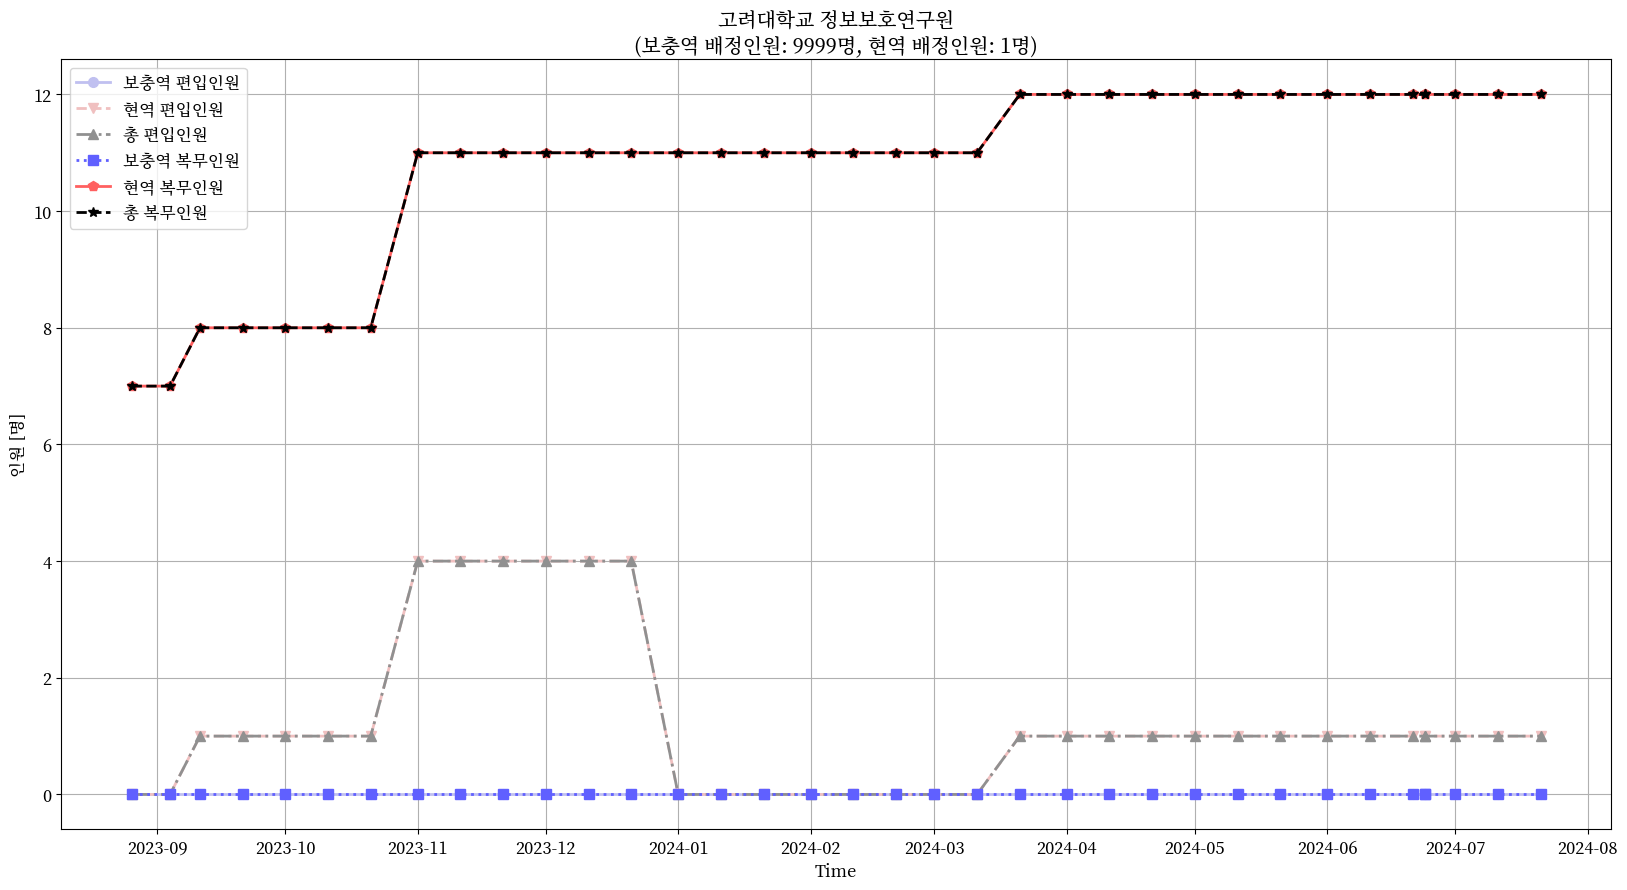 고려대학교 정보보호연구원
(보충역 배정인원: 9999명, 현역 배정인원: 1명)
보충역 편입인원
현역 편입인원
총 편입인원
보충역 복무인원
현역 복무인원
총 복무인원
인원 [명]
12
10
8
6
4
2
0
2023-09
2023-10
2023-11
2023-12
2024-01
2024-02
2024-03
2024-04
2024-05
2024-06
2024-07
2024-08
Time